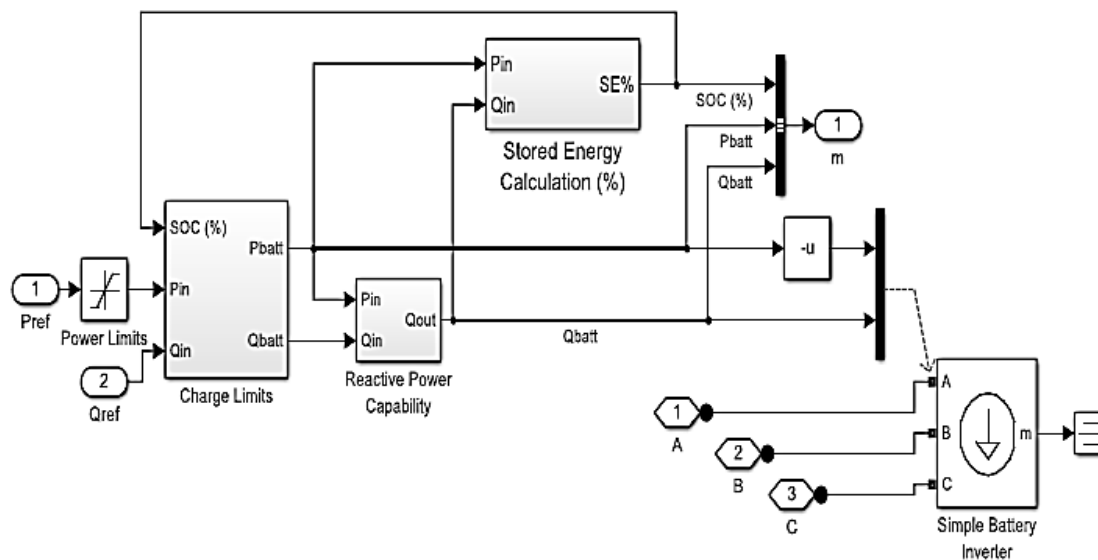 Pin
SE%
Qin
Stored Energy
Calculation (%)
SOC (%)
Pbatt
Qbatt
1
m
SOC (%)
Pbatt
Pin
Qbatt
Qin
Charge Limits
1
Pref
Power Limits
2
Qref
Pin
Qout
Qin
Reactive Power
Capability
Qbatt
-u
1
A
2
B
3
C
A
B
m
C
Simple Battery
Inverter